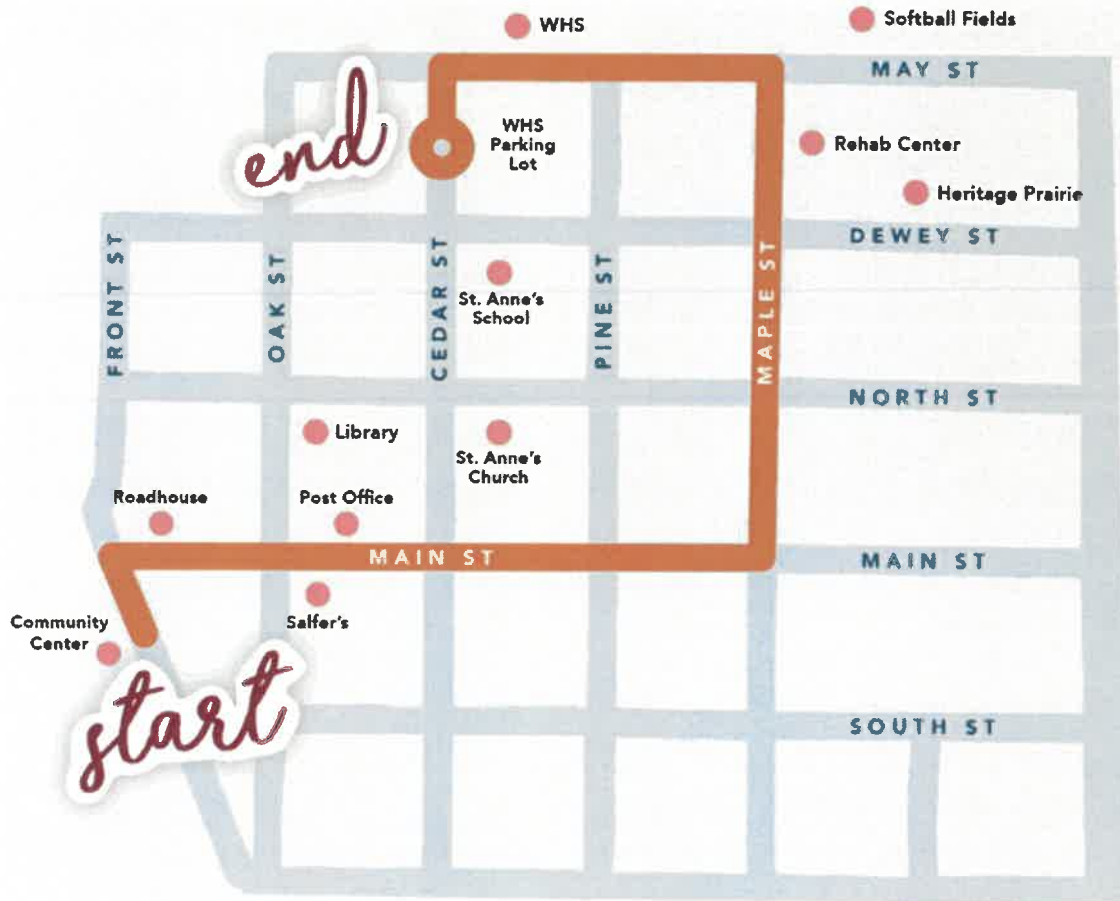 WHS
Softball Fields
MAY ST
end
WHS
Parking
Lot
Rehab Center
Heritage Prairie
DEWEY ST
FRONT ST
OAK ST
CEDAR ST
PINE ST
MAPLE ST
St. Anne's
School
NORTH ST
Library
St. Anne's
Church
Roadhouse
Post Office
MAIN ST
MAIN ST
Community
Center
Salfer's
start
SOUTH ST